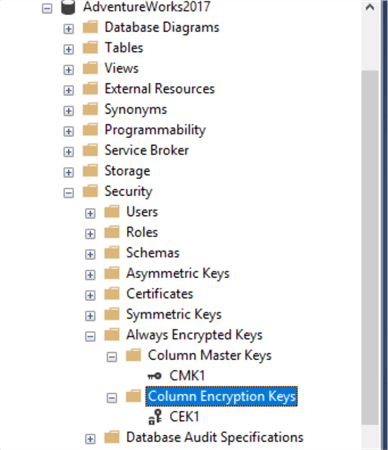 AdventureWorks2017
Database Diagrams
Tables
Views
External Resources
Synonyms
Programmability
Service Broker
Storage
Security
Users
Roles
Schemas
Asymmetric Keys
Certificates
Symmetric Keys
Always Encrypted Keys
Column Master Keys
CMK1
Column Encryption Keys
CEK1
Database Audit Specifications